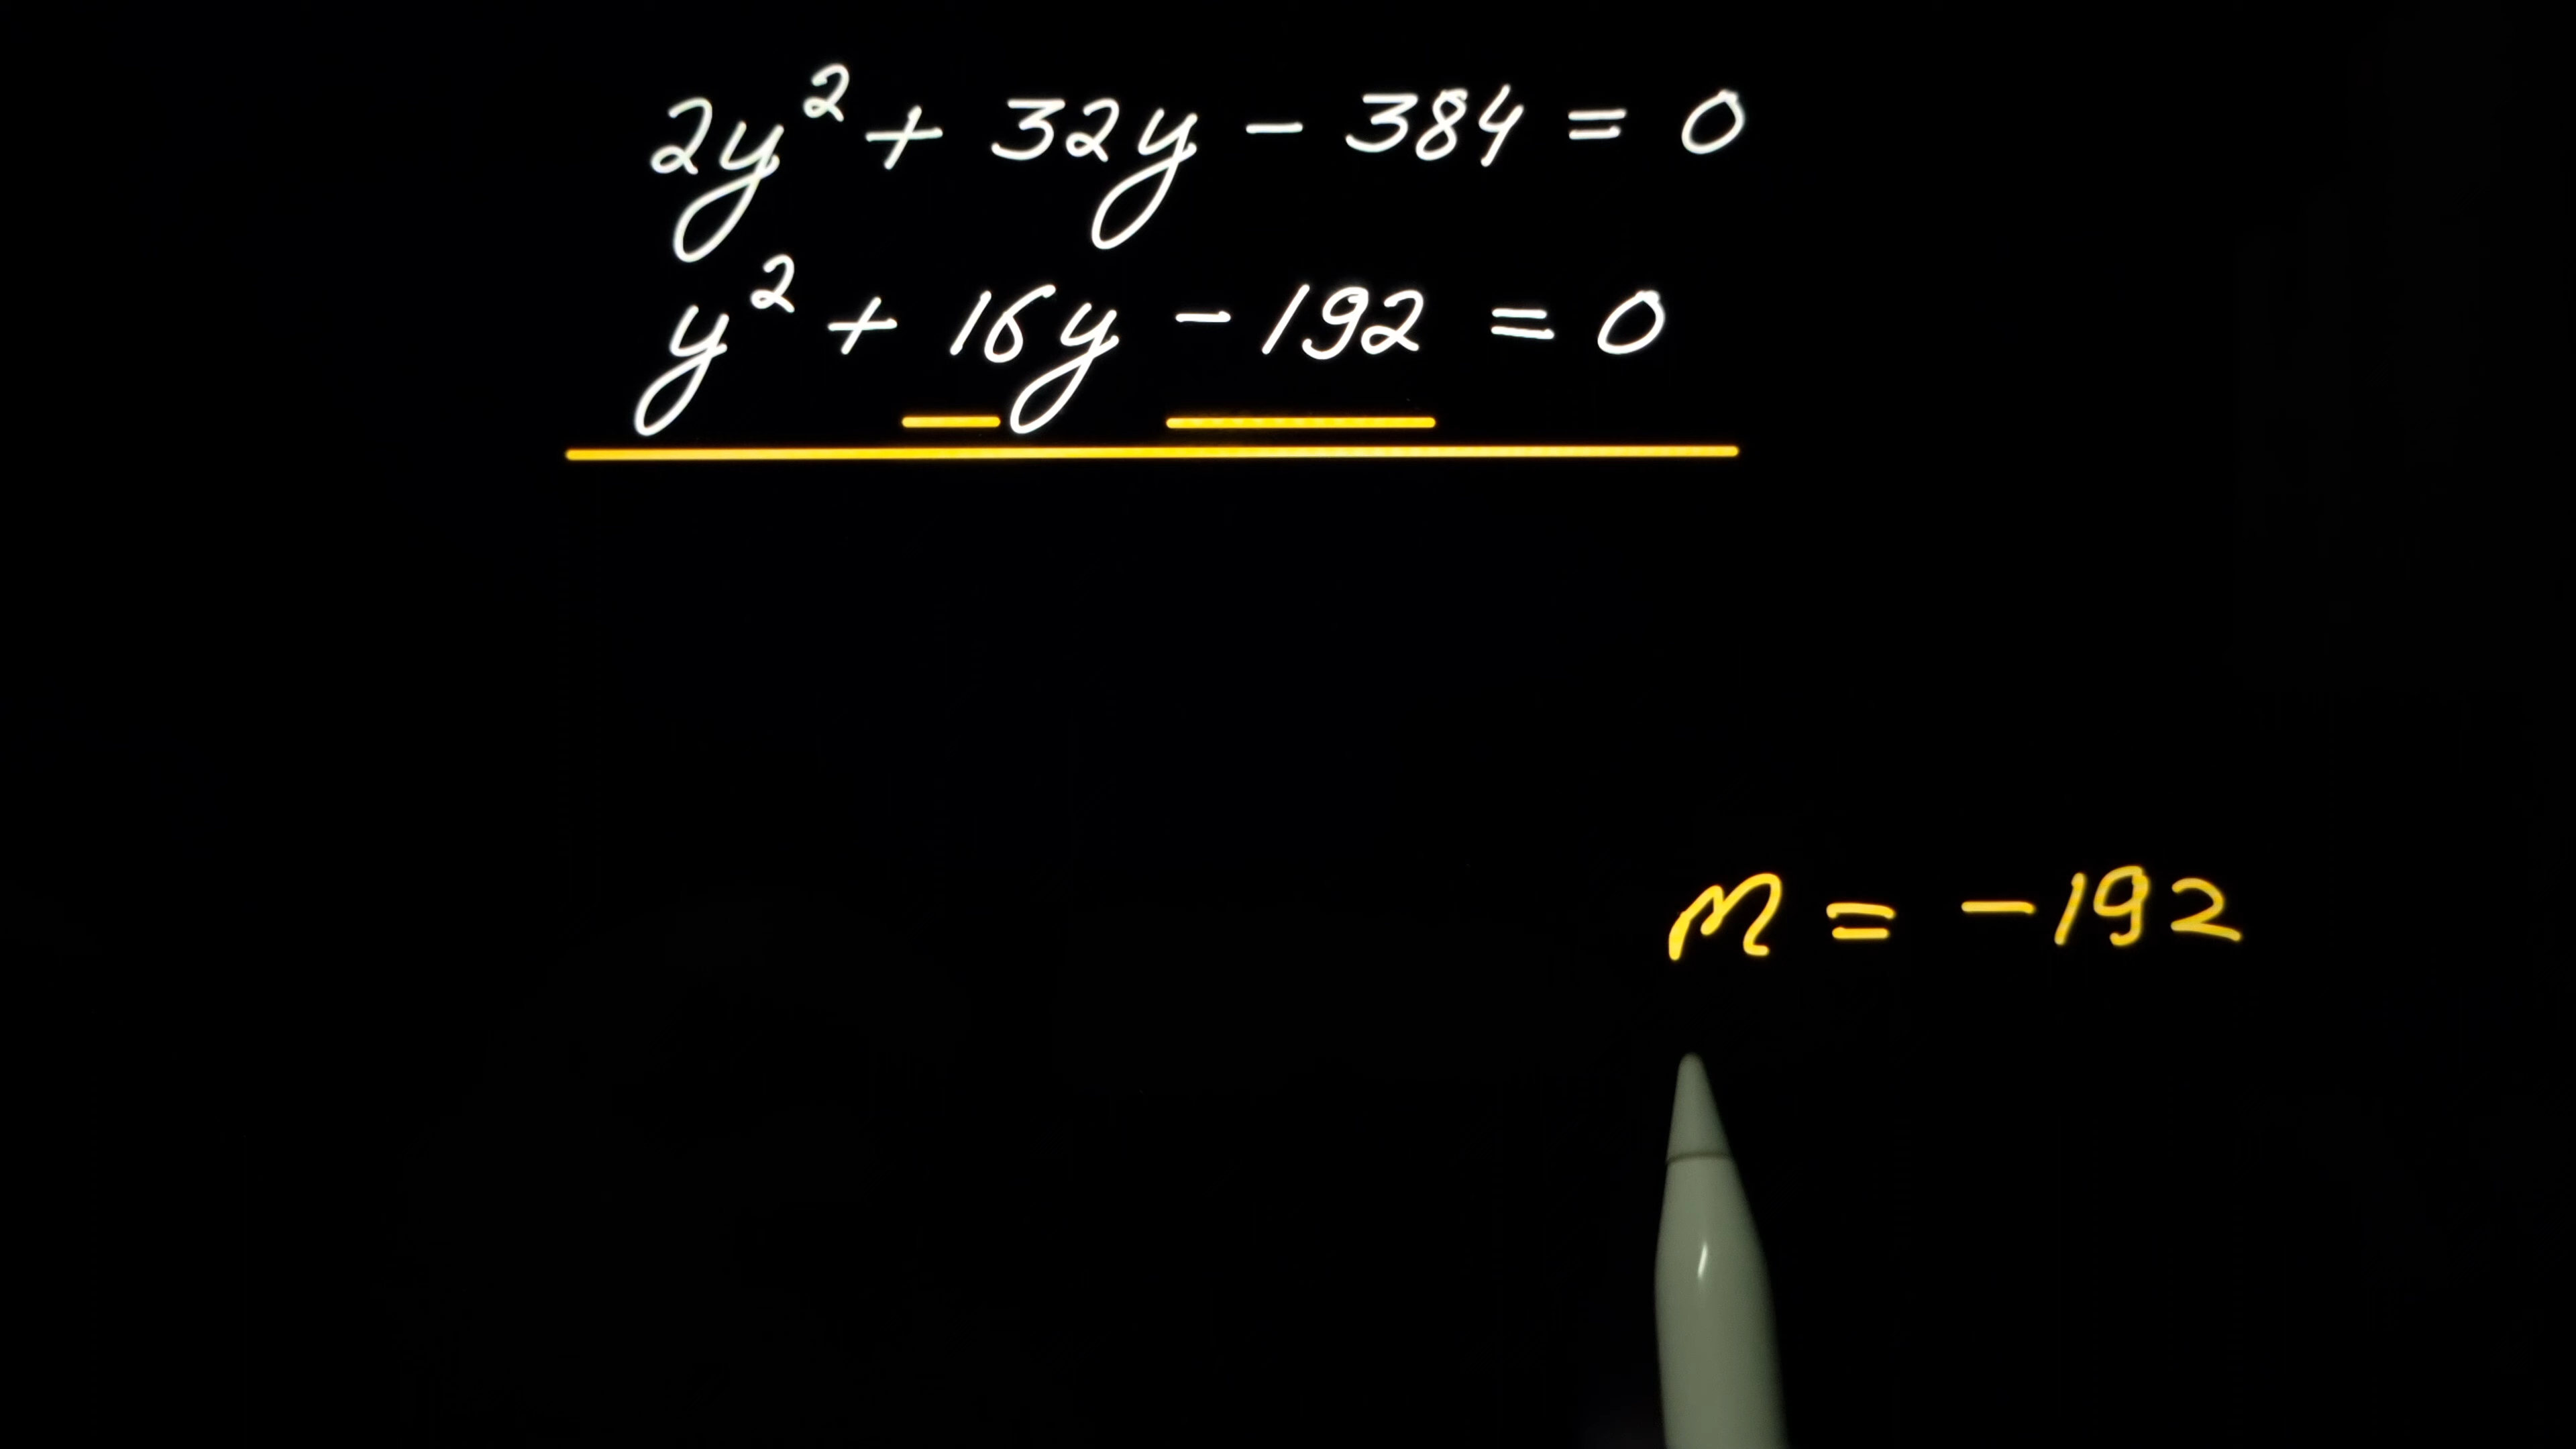 2y² + 32y - 384 = 0
y² + 16y - 192 = 0
m = -192